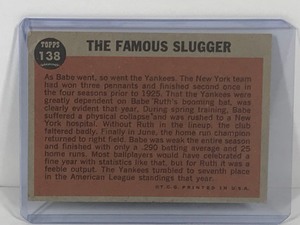 TOPPS
138
THE FAMOUS SLUGGER
As Babe went, so went the Yankees. The New York team
had won three pennants and finished second once in
the four seasons prior to 1925. That the Yankees were
greatly dependent on Babe Ruth's booming bat, was
clearly evident that year. During spring training, Babe
suffered a physical collapse and was rushed to a New
York hospital. Without Ruth in the lineup, the club
faltered badly. Finally in June, the home run champion
returned to right field. Babe was weak the entire season
and finished with only a .290 betting average and 25
home runs. Most ballplayers would have celebrated a
fine year with statistics like that, but for Ruth it was a
feeble output. The Yankees tumbled to seventh place
in the American League standings that year.
©T.C.G. PRINTED IN U.S.A.